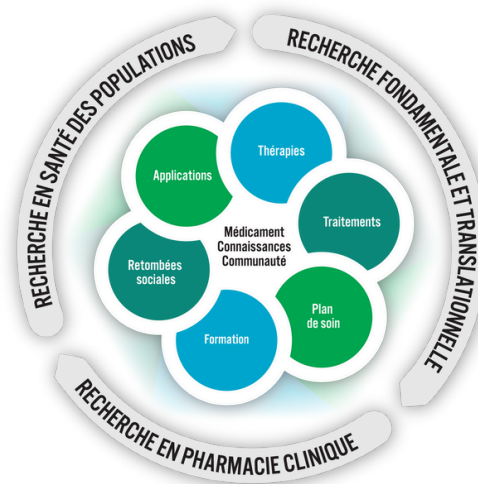 RECHERCHE EN SANTÉ DES POPULATIONS
RECHERCHE FONDAMENTALE ET TRANSLATIONNELLE
Thérapies
Applications
Traitements
Médicament
Connaissances
Communauté
Retombées
sociales
Plan
de soin
Formation
RECHERCHE EN PHARMACIE CLINIQUE